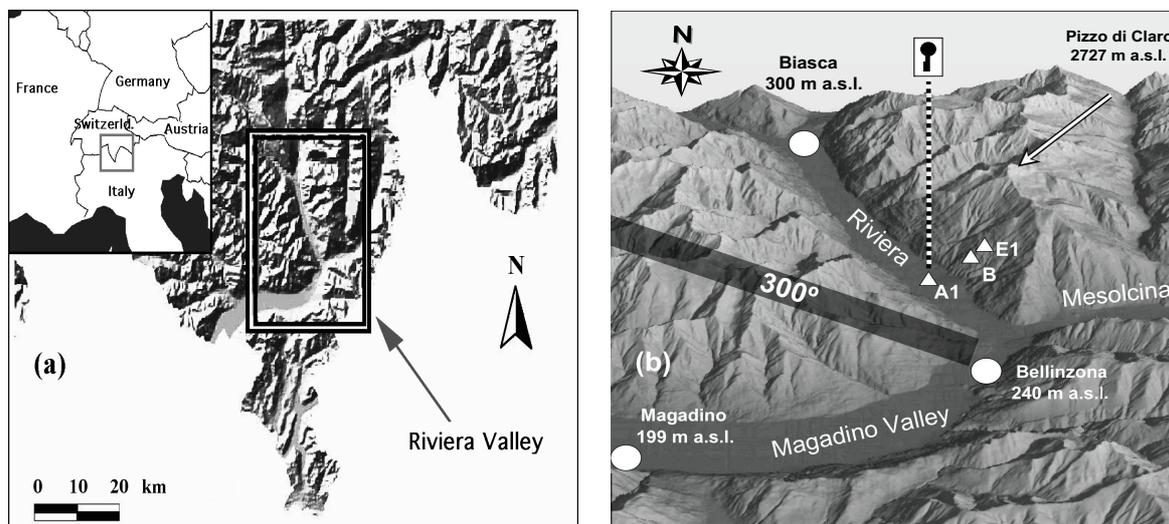 France
Germany
Switzerld.
Austria
Italy
N
(a)
Riviera Valley
0 10 20 km
N
Biasca
300 m a.s.l.
Pizzo di Claro
2727 m a.s.l.
Riviera
E1
B
A1
300º
Mesolcina
(b)
Bellinzona
240 m a.s.l.
Magadino
199 m a.s.l.
Magadino Valley